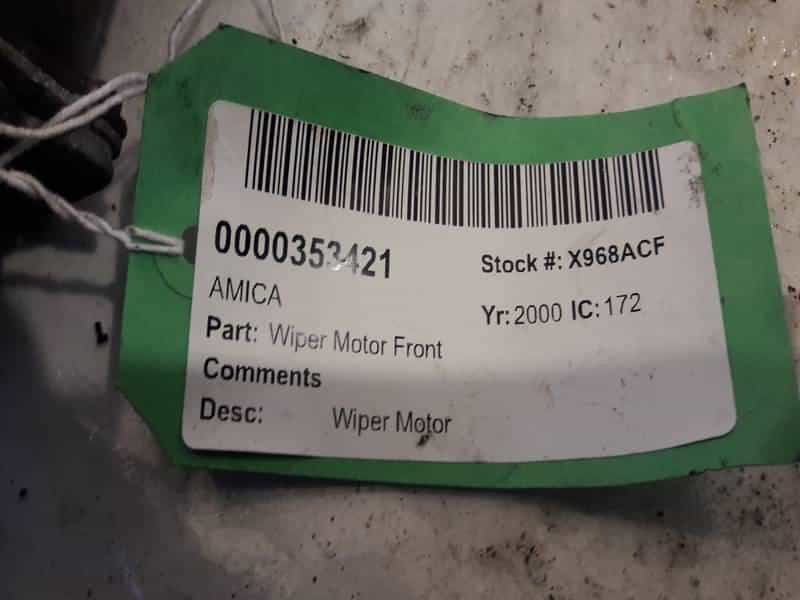 0000353421
Stock #: X968ACF
AMICA
Yr: 2000 IC: 172
Part: Wiper Motor Front
Comments
Desc: Wiper Motor